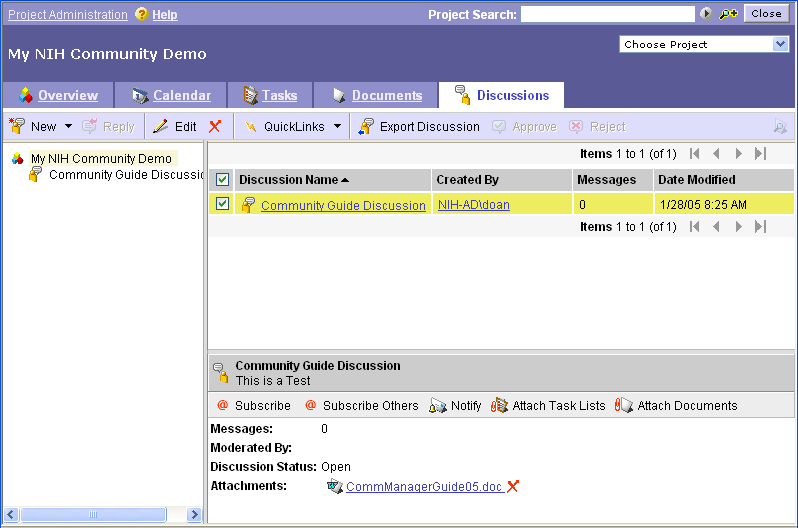 Project Administration Help Project Search: Close
My NIH Community Demo Choose Project
Overview Calendar Tasks Documents Discussions
New Reply Edit QuickLinks Export Discussion Approve Reject
My NIH Community Demo
Community Guide Discussio
Items 1 to 1 (of 1)
Discussion Name Created By Messages Date Modified
Community Guide Discussion NIH-AD\doan 0 1/28/05 8:25 AM
Items 1 to 1 (of 1)
Community Guide Discussion
This is a Test
@ Subscribe @ Subscribe Others Notify Attach Task Lists Attach Documents
Messages: 0
Moderated By:
Discussion Status: Open
Attachments: CommManagerGuide05.doc